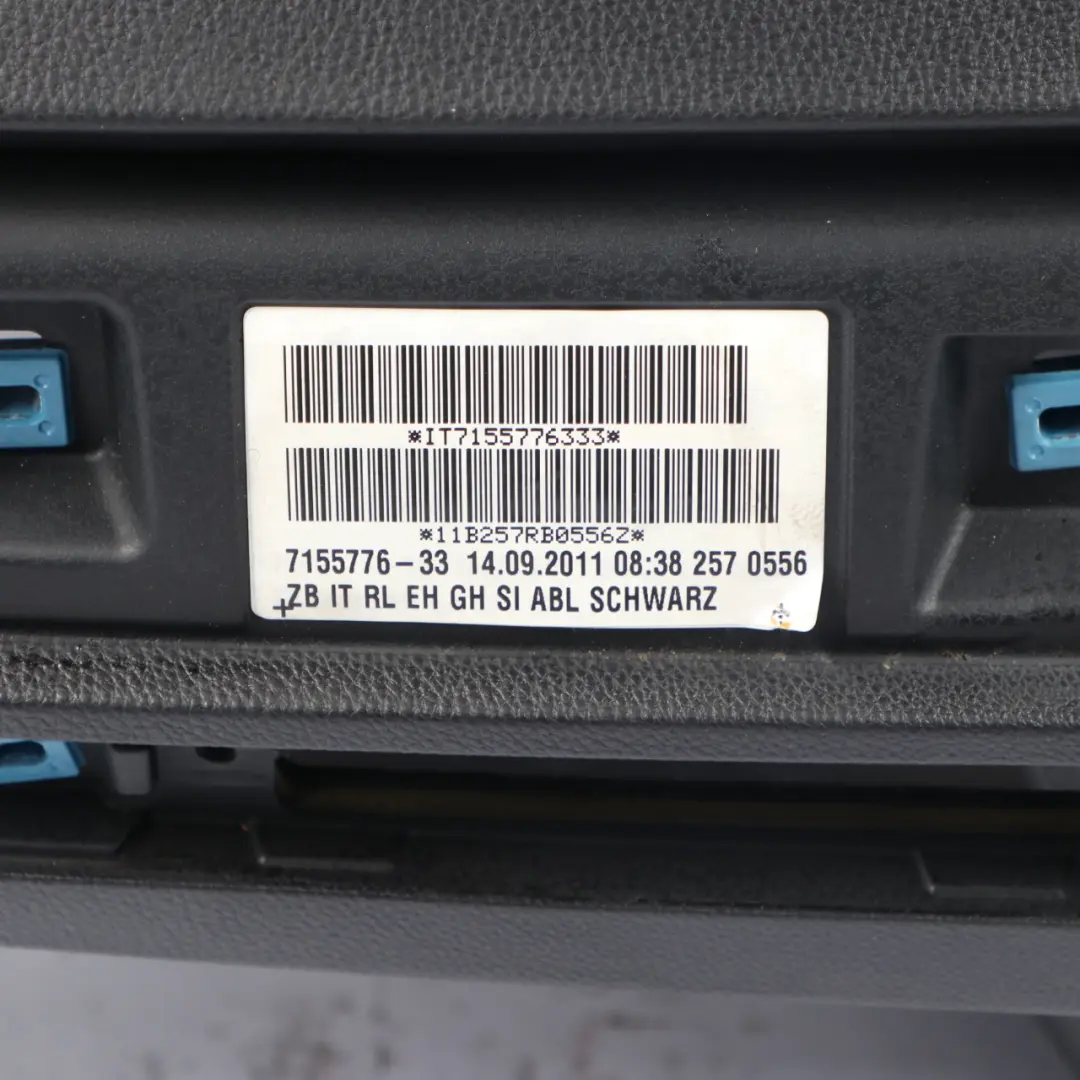 *IT7155776333*
*11B257RB0556Z*
7155776-33 14.09.2011 08:38 257 0556
ZB IT RL EH GH SI ABL SCHWARZ